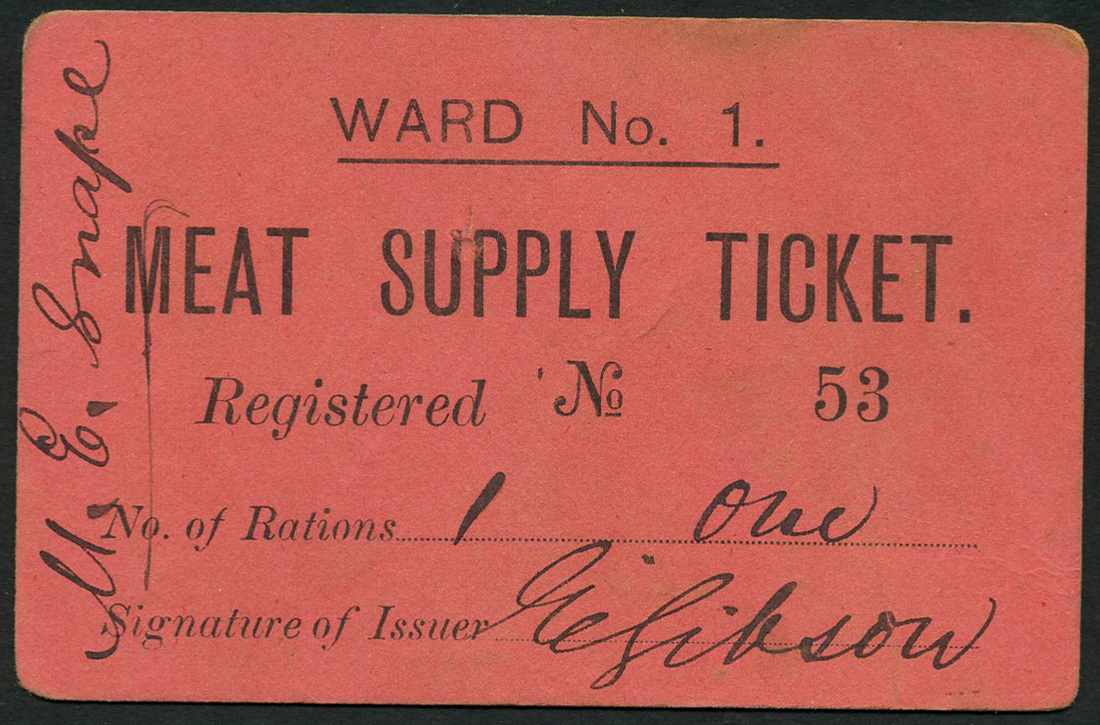 WARD No. 1.
MEAT SUPPLY TICKET.
Registered No 53
No. of Rations 1 one
Signature of Issuer Gibson
E. Snape